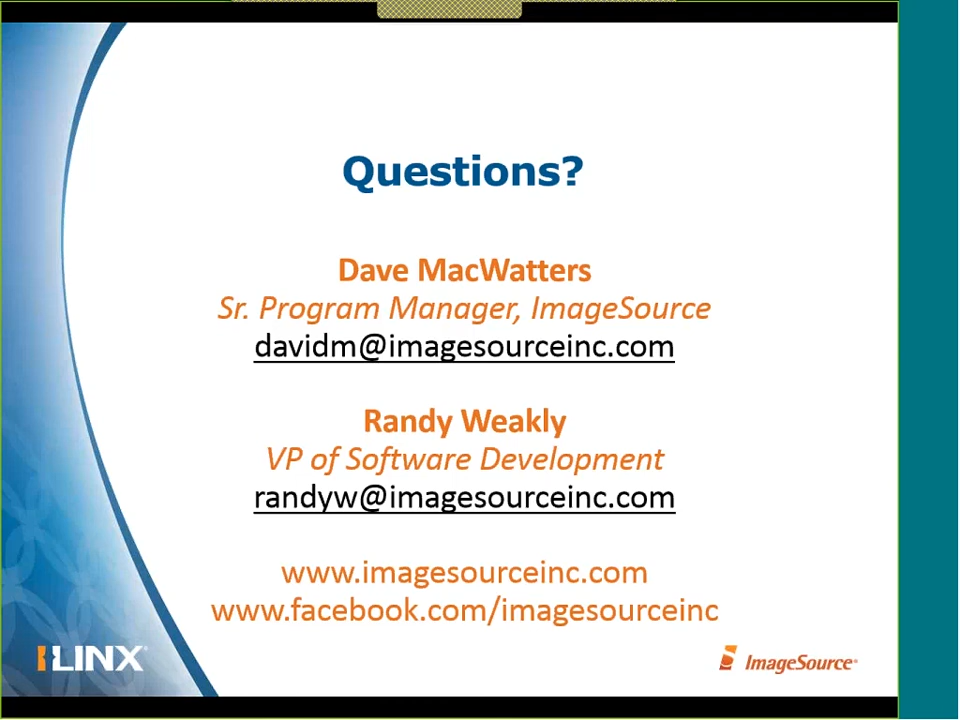 Questions?
Dave MacWatters
Sr. Program Manager, ImageSource
davidm@imagesourceinc.com
Randy Weakly
VP of Software Development
randyw@imagesourceinc.com
www.imagesourceinc.com
www.facebook.com/imagesourceinc
ILINX®
ImageSource®